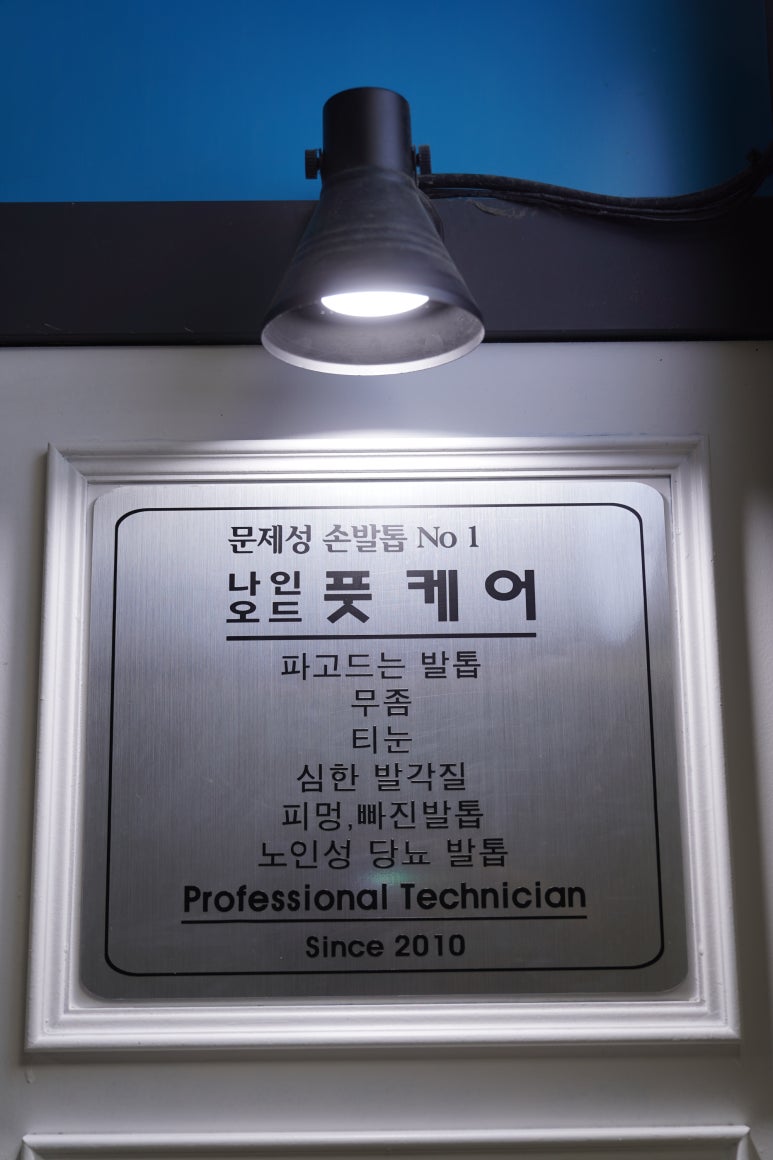 문제성 손발톱 No 1
나인오드 풋 케 어
파고드는 발톱
무좀
티눈
심한 발각질
피멍,빠진발톱
노인성 당뇨 발톱
Professional Technician
Since 2010